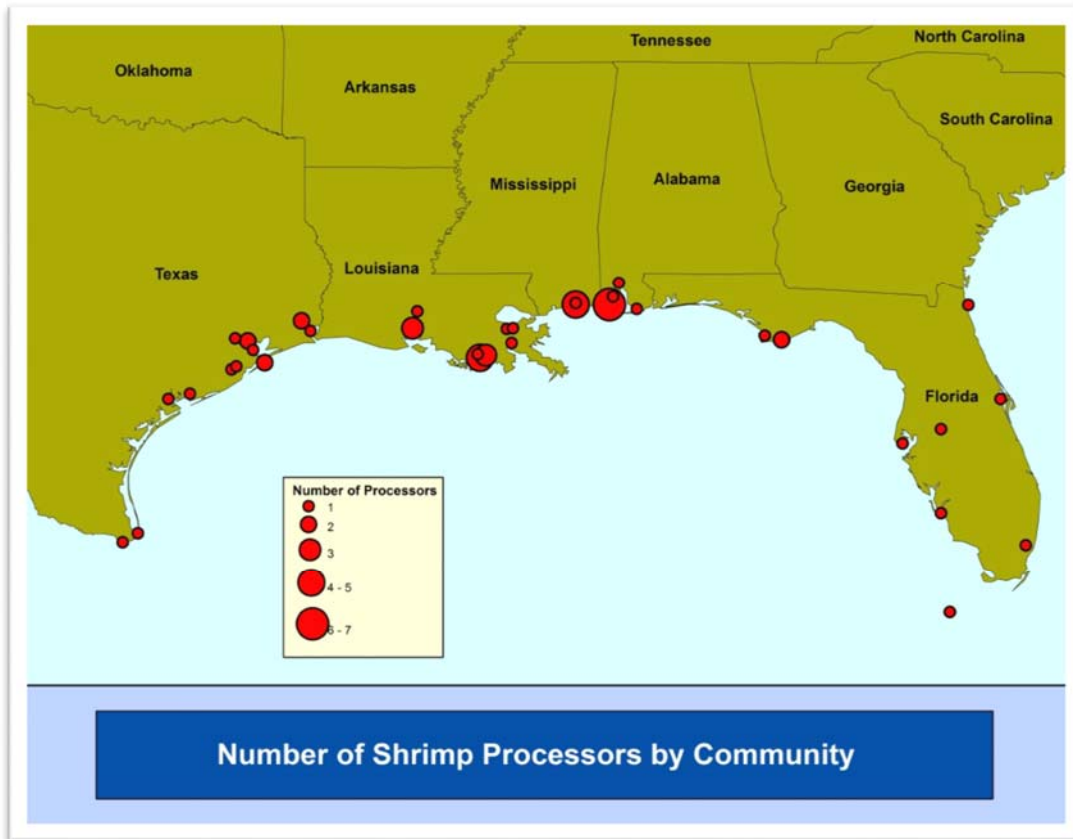 Tennessee
North Carolina
Oklahoma
Arkansas
South Carolina
Mississippi
Alabama
Georgia
Texas
Louisiana
Florida
Number of Processors
1
2
3
4 - 5
6 - 7
Number of Shrimp Processors by Community